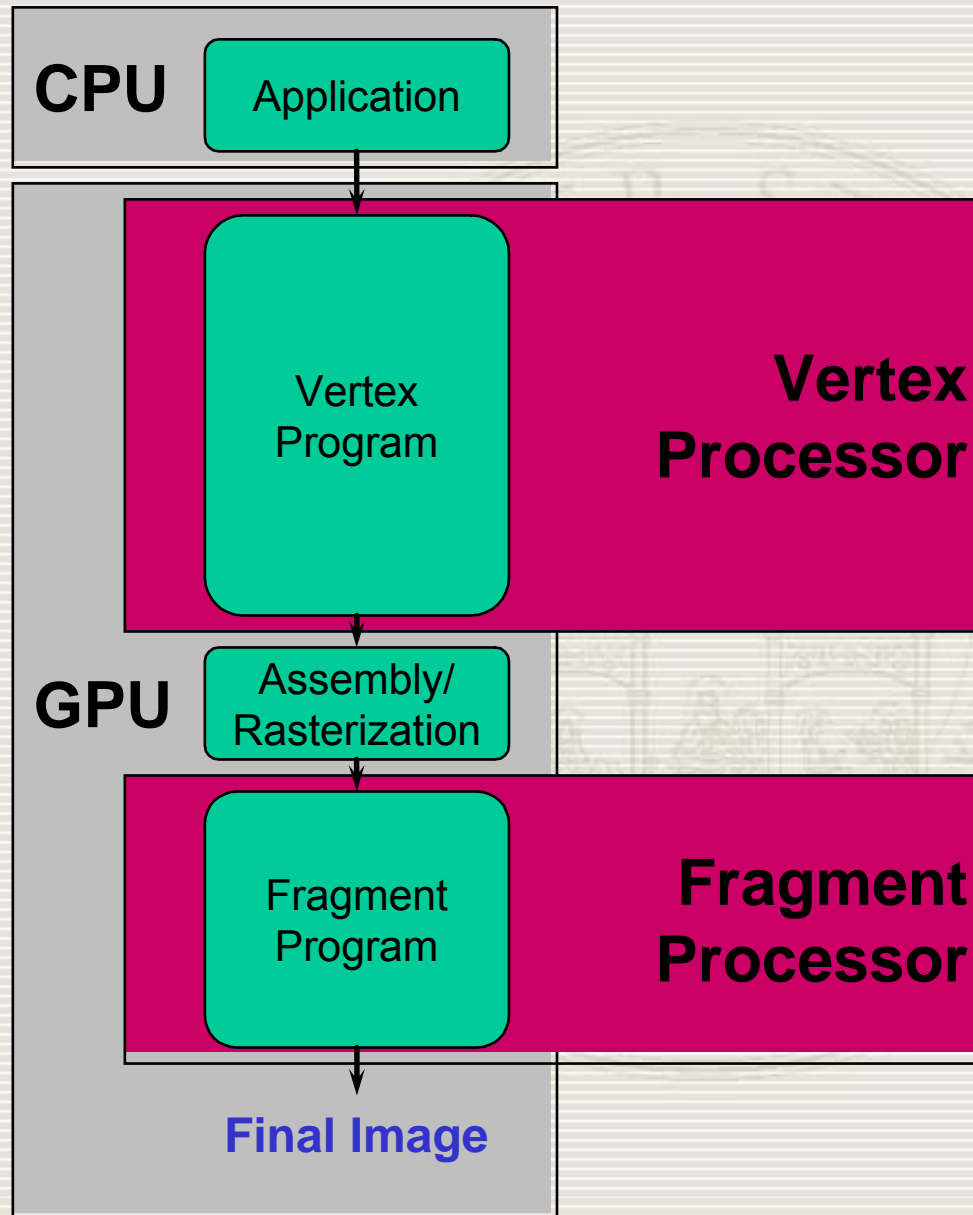 CPU
Application
Vertex
Program
Vertex
Processor
GPU
Assembly/
Rasterization
Fragment
Program
Fragment
Processor
Final Image